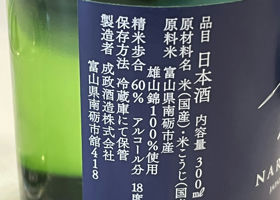 品目 日本酒 内容量 300ml
原材料名 米(国産)・米こうじ(国
原料米 富山県南砺市産
雄山錦100%使用
精米歩合 60% アルコール分 18度
保存方法 冷蔵庫にて保管
製造者 成政酒造株式会社
富山県南砺市舘418
NAR